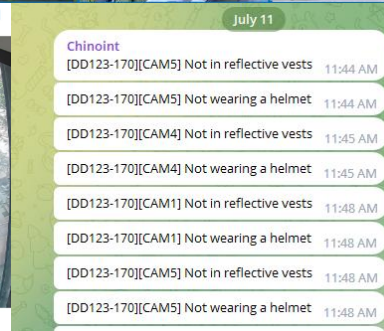 July 11
Chinoint
[DD123-170][CAM5] Not in reflective vests 11:44 AM
[DD123-170][CAM5] Not wearing a helmet 11:44 AM
[DD123-170][CAM4] Not in reflective vests 11:45 AM
[DD123-170][CAM4] Not wearing a helmet 11:45 AM
[DD123-170][CAM1] Not in reflective vests 11:48 AM
[DD123-170][CAM1] Not wearing a helmet 11:48 AM
[DD123-170][CAM5] Not in reflective vests 11:48 AM
[DD123-170][CAM5] Not wearing a helmet 11:48 AM